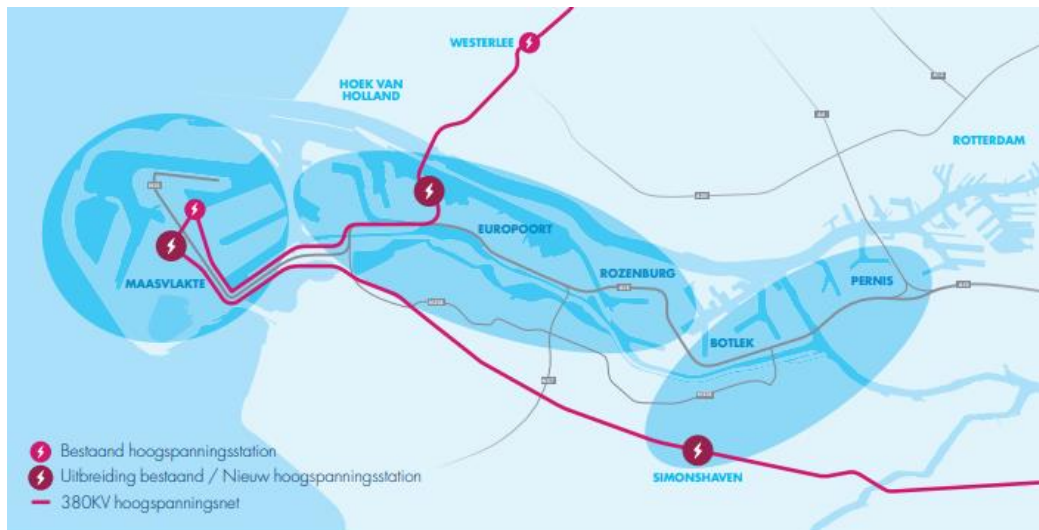 WESTERLEE
HOEK VAN
HOLLAND
ROTTERDAM
EUROPOORT
MAASVLAKTE
ROZENBURG
PERNIS
BOTLEK
SIMONSHAVEN
Bestaand hoogspanningsstation
Uitbreiding bestaand / Nieuw hoogspanningsstation
380KV hoogspanningsnet